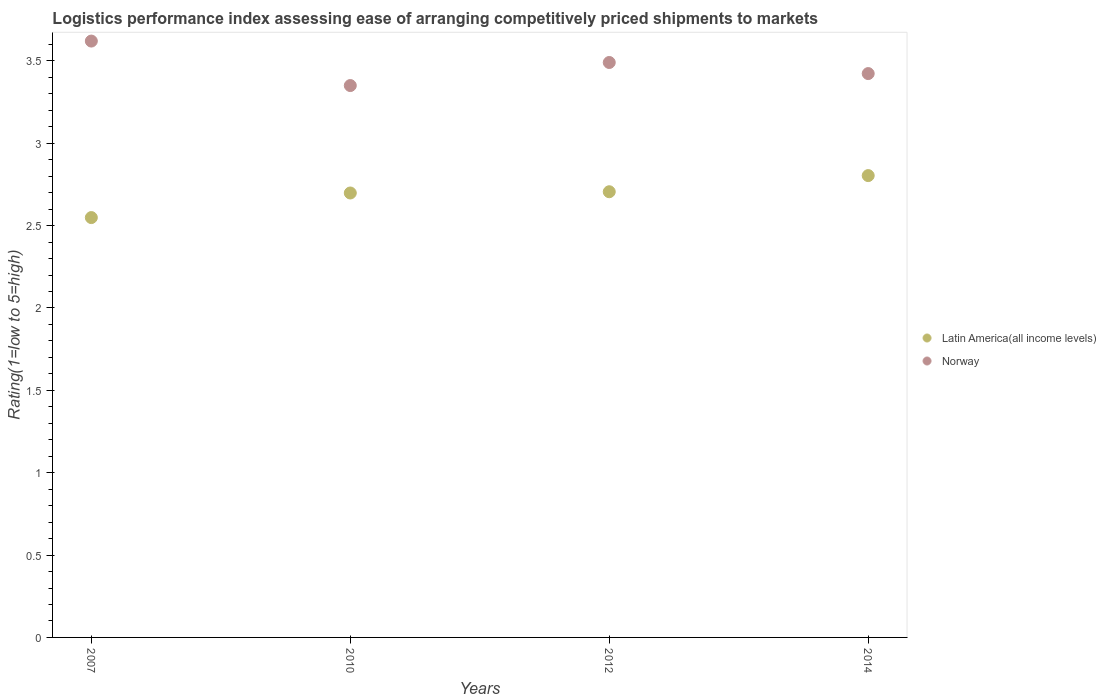 Logistics performance index assessing ease of arranging competitively priced shipments to markets
Rating(1=low to 5=high)
3.5
3
2.5
2
1.5
1
0.5
0
2007
2010
2012
2014
Years
Latin America(all income levels)
Norway